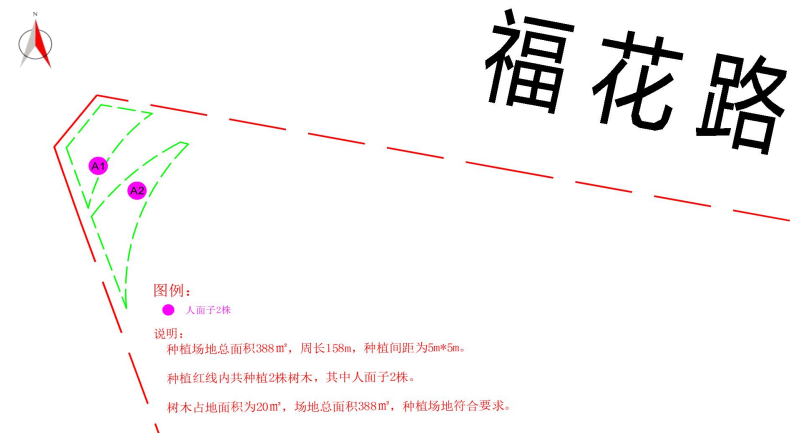 N
福花路
A1
A2
图例：
人面子2株
说明：
种植场地总面积388㎡，周长158m，种植间距为5m*5m。
种植红线内共种植2株树木，其中人面子2株。
树木占地面积为20㎡，场地总面积388㎡，种植场地符合要求。